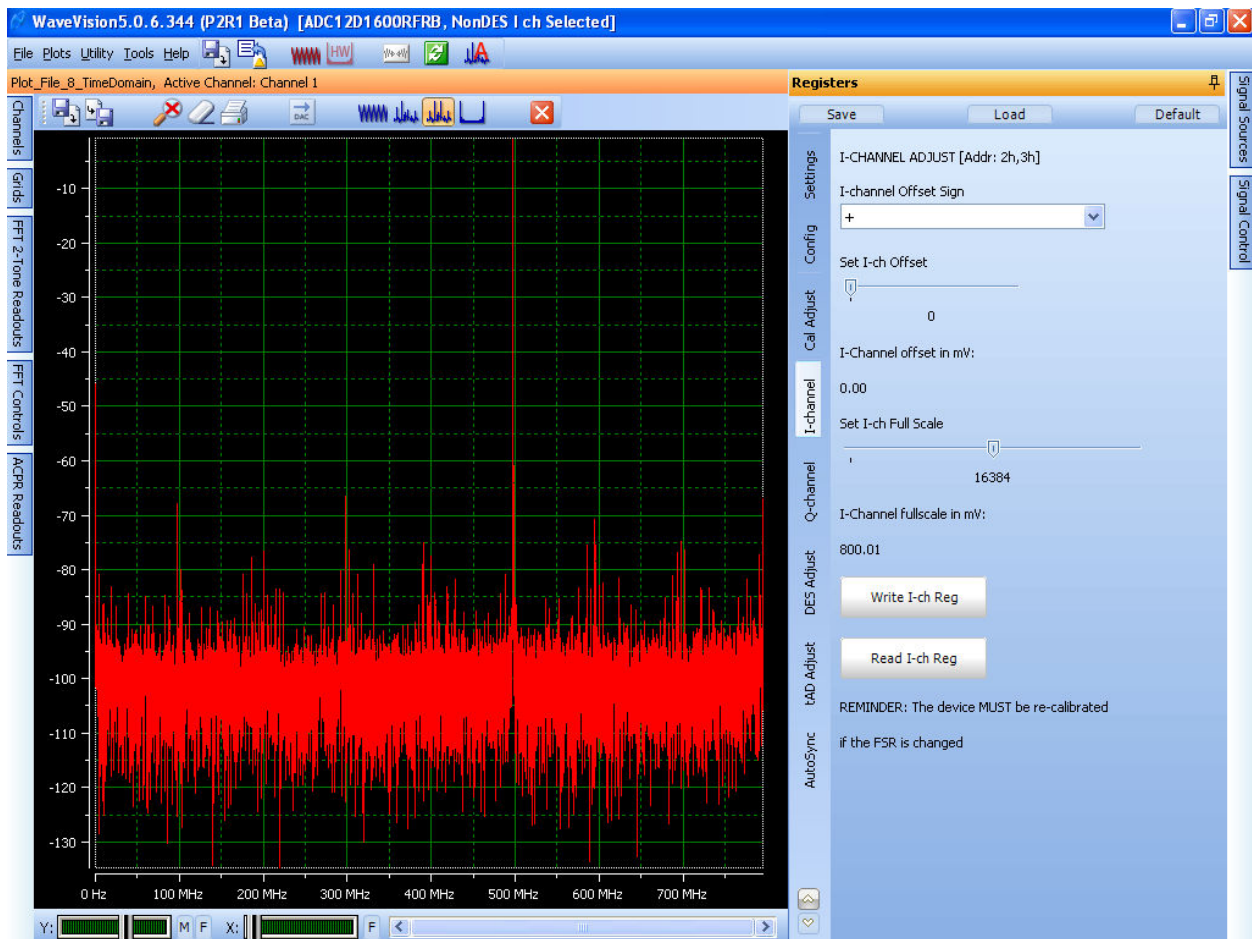 WaveVision5.0.6.344 (P2R1 Beta) [ADC12D1600RFRB, NonDES I ch Selected]
File Plots Utility Tools Help
HW
Plot_File_8_TimeDomain, Active Channel: Channel 1
DAC
Channels
Grids
FFT 2-Tone Readouts
FFT Controls
ACPR Readouts
-10
-20
-30
-40
-50
-60
-70
-80
-90
-100
-110
-120
-130
0 Hz 100 MHz 200 MHz 300 MHz 400 MHz 500 MHz 600 MHz 700 MHz
Y: M F X: F
Registers
Save Load Default
Settings
Config
Cal Adjust
I-channel
Q-channel
DES Adjust
tAD Adjust
AutoSync
I-CHANNEL ADJUST [Addr: 2h,3h]
I-channel Offset Sign
+
Set I-ch Offset
0
I-Channel offset in mV:
0.00
Set I-ch Full Scale
16384
I-Channel fullscale in mV:
800.01
Write I-ch Reg
Read I-ch Reg
REMINDER: The device MUST be re-calibrated
if the FSR is changed
Signal Sources
Signal Control